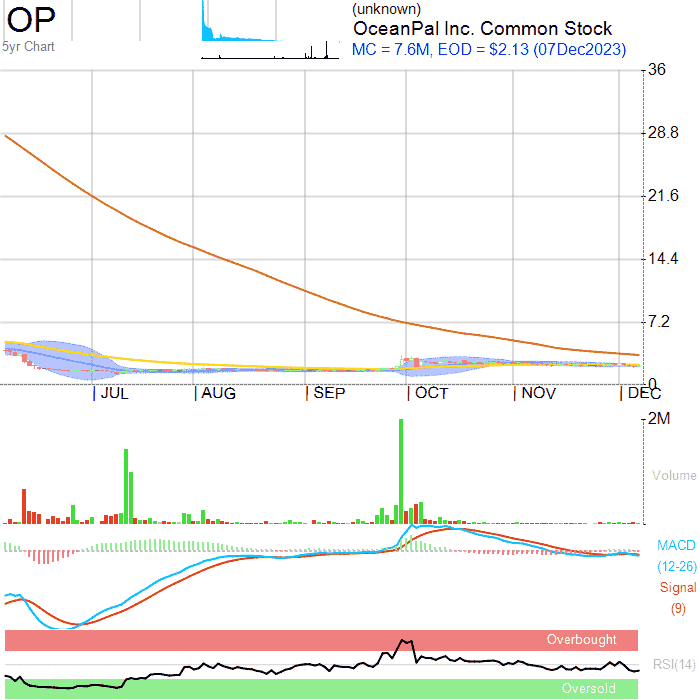 OP
5yr Chart
(unknown)
OceanPal Inc. Common Stock
MC = 7.6M, EOD = $2.13 (07Dec2023)
36
28.8
21.6
14.4
7.2
0
JUL
AUG
SEP
OCT
NOV
DEC
2M
Volume
MACD
(12-26)
Signal
(9)
Overbought
RSI(14)
Oversold